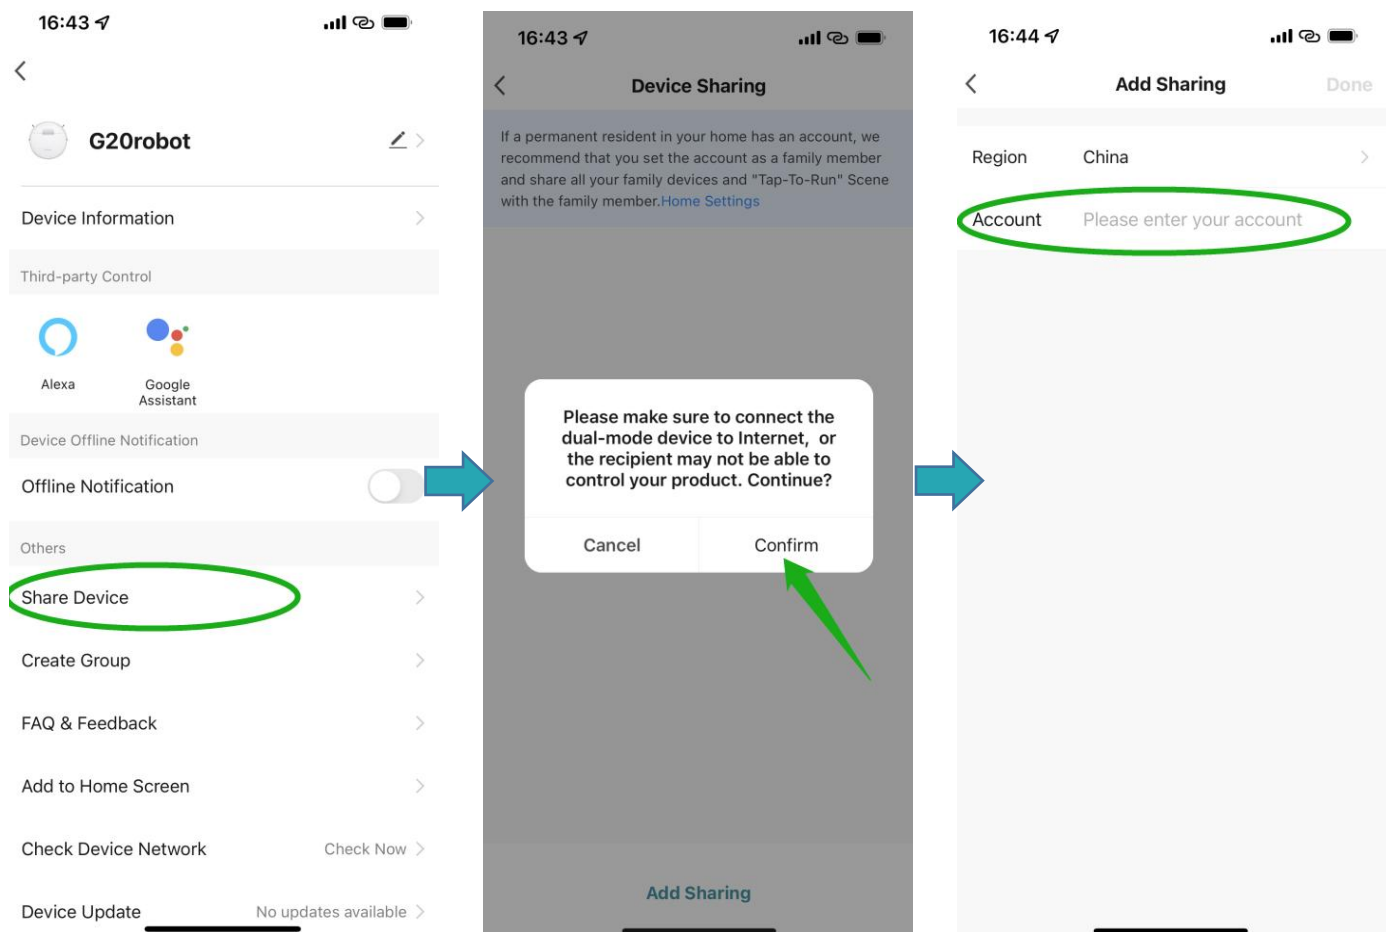 16:43
G20robot
Device Information
Third-party Control
Alexa
Google
Assistant
Device Offline Notification
Offline Notification
Others
Share Device
Create Group
FAQ & Feedback
Add to Home Screen
Check Device Network Check Now
Device Update No updates available
16:43
Device Sharing
If a permanent resident in your home has an account, we
recommend that you set the account as a family member
and share all your family devices and "Tap-To-Run" Scene
with the family member.Home Settings
Please make sure to connect the
dual-mode device to Internet, or
the recipient may not be able to
control your product. Continue?
Cancel Confirm
Add Sharing
16:44
Add Sharing Done
Region China
Account Please enter your account